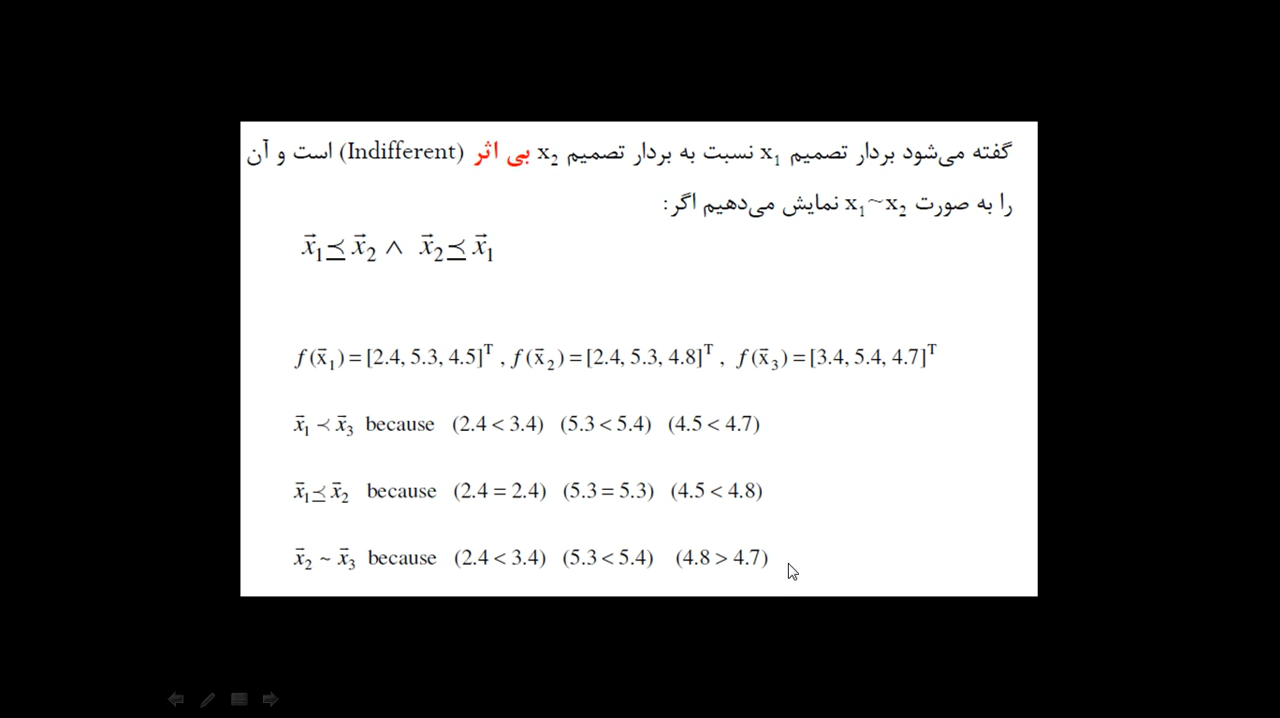 گفته می‌شود بردار تصمیم x₁ نسبت به بردار تصمیم x₂ بی اثر (Indifferent) است و آن
را به صورت x₁~x₂ نمایش می‌دهیم اگر:
x⃗₁ ⪯ x⃗₂ ∧ x⃗₂ ⪯ x⃗₁
f(x̄₁) = [2.4, 5.3, 4.5]ᵀ , f(x̄₂) = [2.4, 5.3, 4.8]ᵀ , f(x̄₃) = [3.4, 5.4, 4.7]ᵀ
x̄₁ ≺ x̄₃ because (2.4 < 3.4) (5.3 < 5.4) (4.5 < 4.7)
x̄₁ ⪯ x̄₂ because (2.4 = 2.4) (5.3 = 5.3) (4.5 < 4.8)
x̄₂ ~ x̄₃ because (2.4 < 3.4) (5.3 < 5.4) (4.8 > 4.7)